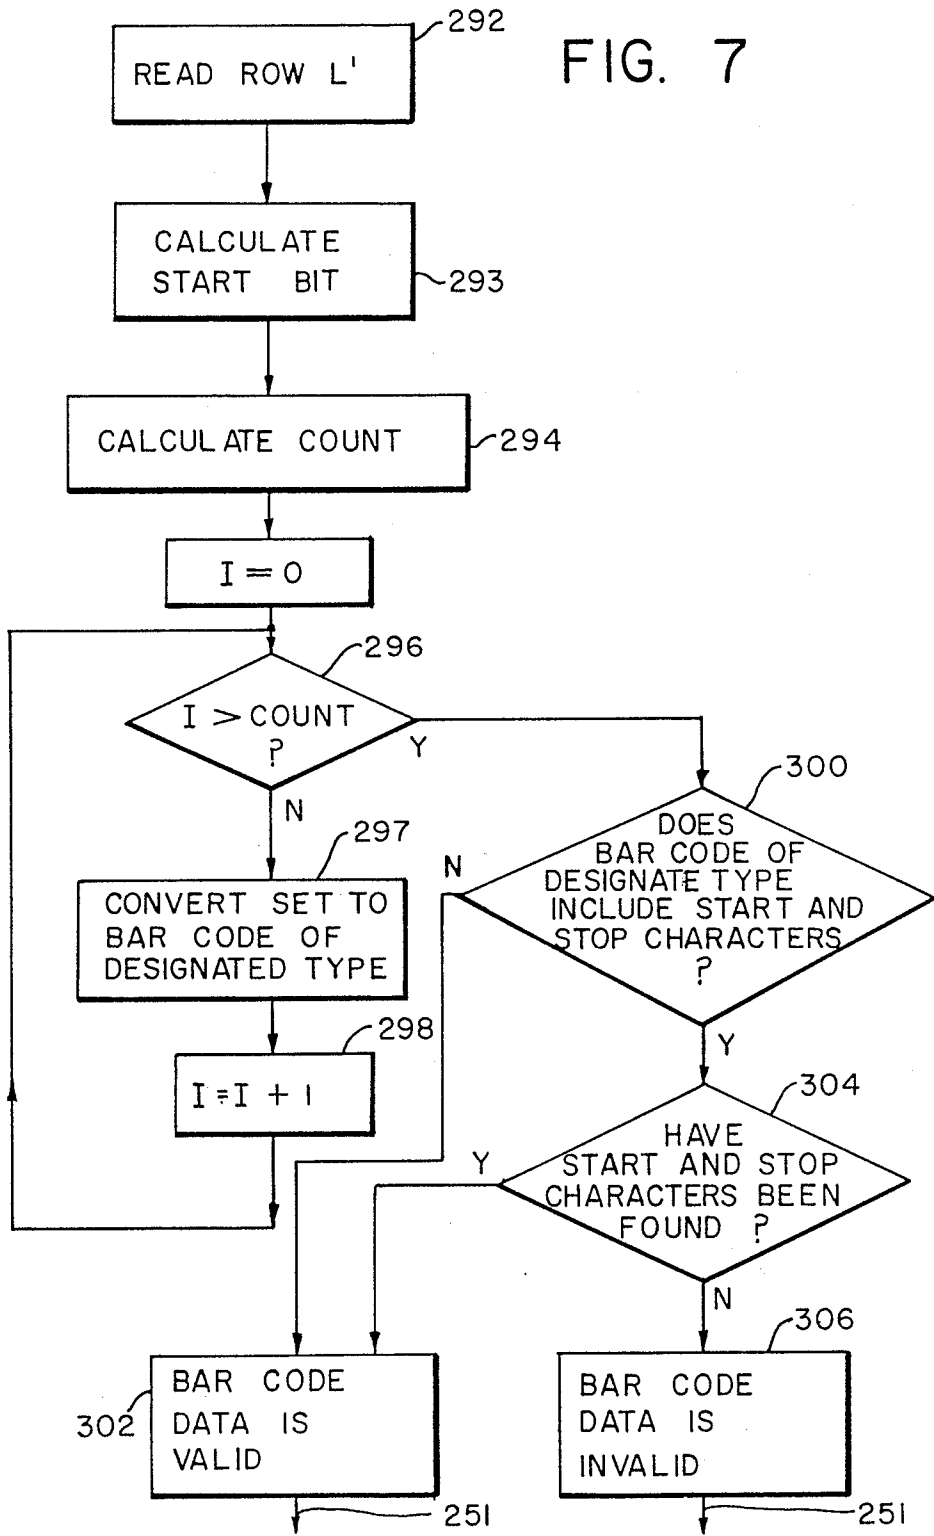 292
FIG. 7
READ ROW L'
CALCULATE
START BIT
293
CALCULATE COUNT
294
I = 0
296
I > COUNT
?
Y
N
300
DOES
BAR CODE OF
DESIGNATE TYPE
INCLUDE START AND
STOP CHARACTERS
?
N
Y
297
CONVERT SET TO
BAR CODE OF
DESIGNATED TYPE
298
I = I + 1
304
HAVE
START AND STOP
CHARACTERS BEEN
FOUND ?
Y
N
302
BAR CODE
DATA IS
VALID
251
306
BAR CODE
DATA IS
INVALID
251